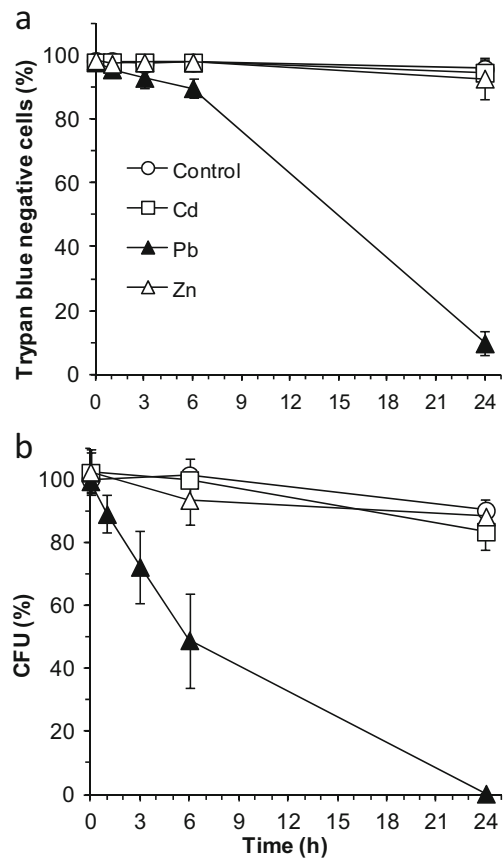 a
Trypan blue negative cells (%)
100
80
60
40
20
0
Control
Cd
Pb
Zn
0 3 6 9 12 15 18 21 24
b
CFU (%)
100
80
60
40
20
0
0 3 6 9 12 15 18 21 24
Time (h)